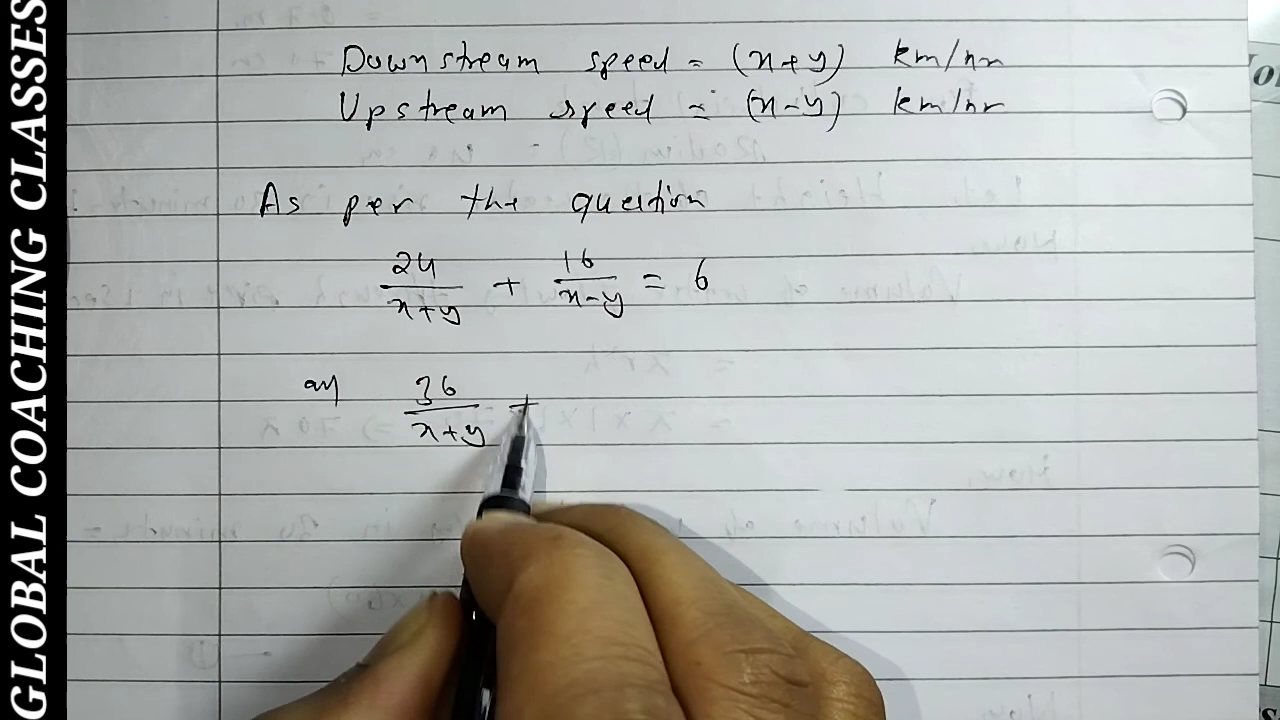 GLOBAL COACHING CLASSES
Downstream speed = (x+y) km/hr
Upstream speed = (x-y) km/hr
As per the question
24/x+y + 16/x-y = 6
36/x+y +